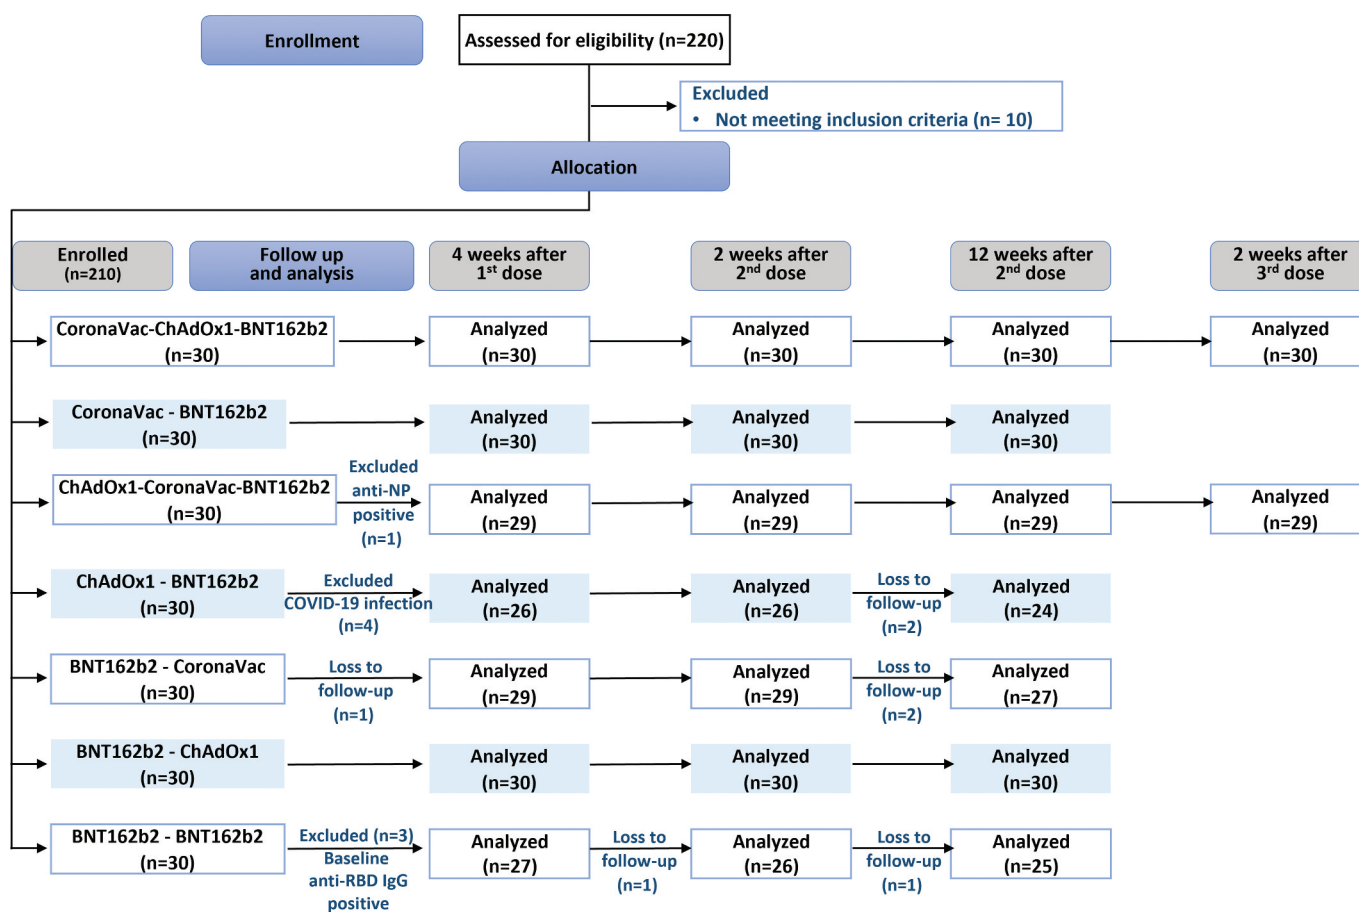 Enrollment
Assessed for eligibility (n=220)
Excluded
• Not meeting inclusion criteria (n= 10)
Allocation
Enrolled
(n=210)
Follow up
and analysis
4 weeks after
1st dose
2 weeks after
2nd dose
12 weeks after
2nd dose
2 weeks after
3rd dose
CoronaVac-ChAdOx1-BNT162b2
(n=30)
Analyzed
(n=30)
Analyzed
(n=30)
Analyzed
(n=30)
Analyzed
(n=30)
CoronaVac - BNT162b2
(n=30)
Analyzed
(n=30)
Analyzed
(n=30)
Analyzed
(n=30)
ChAdOx1-CoronaVac-BNT162b2
(n=30)
Excluded
anti-NP
positive
(n=1)
Analyzed
(n=29)
Analyzed
(n=29)
Analyzed
(n=29)
Analyzed
(n=29)
ChAdOx1 - BNT162b2
(n=30)
Excluded
COVID-19 infection
(n=4)
Analyzed
(n=26)
Analyzed
(n=26)
Loss to
follow-up
(n=2)
Analyzed
(n=24)
BNT162b2 - CoronaVac
(n=30)
Loss to
follow-up
(n=1)
Analyzed
(n=29)
Analyzed
(n=29)
Loss to
follow-up
(n=2)
Analyzed
(n=27)
BNT162b2 - ChAdOx1
(n=30)
Analyzed
(n=30)
Analyzed
(n=30)
Analyzed
(n=30)
BNT162b2 - BNT162b2
(n=30)
Excluded (n=3)
Baseline
anti-RBD IgG
positive
Analyzed
(n=27)
Loss to
follow-up
(n=1)
Analyzed
(n=26)
Loss to
follow-up
(n=1)
Analyzed
(n=25)